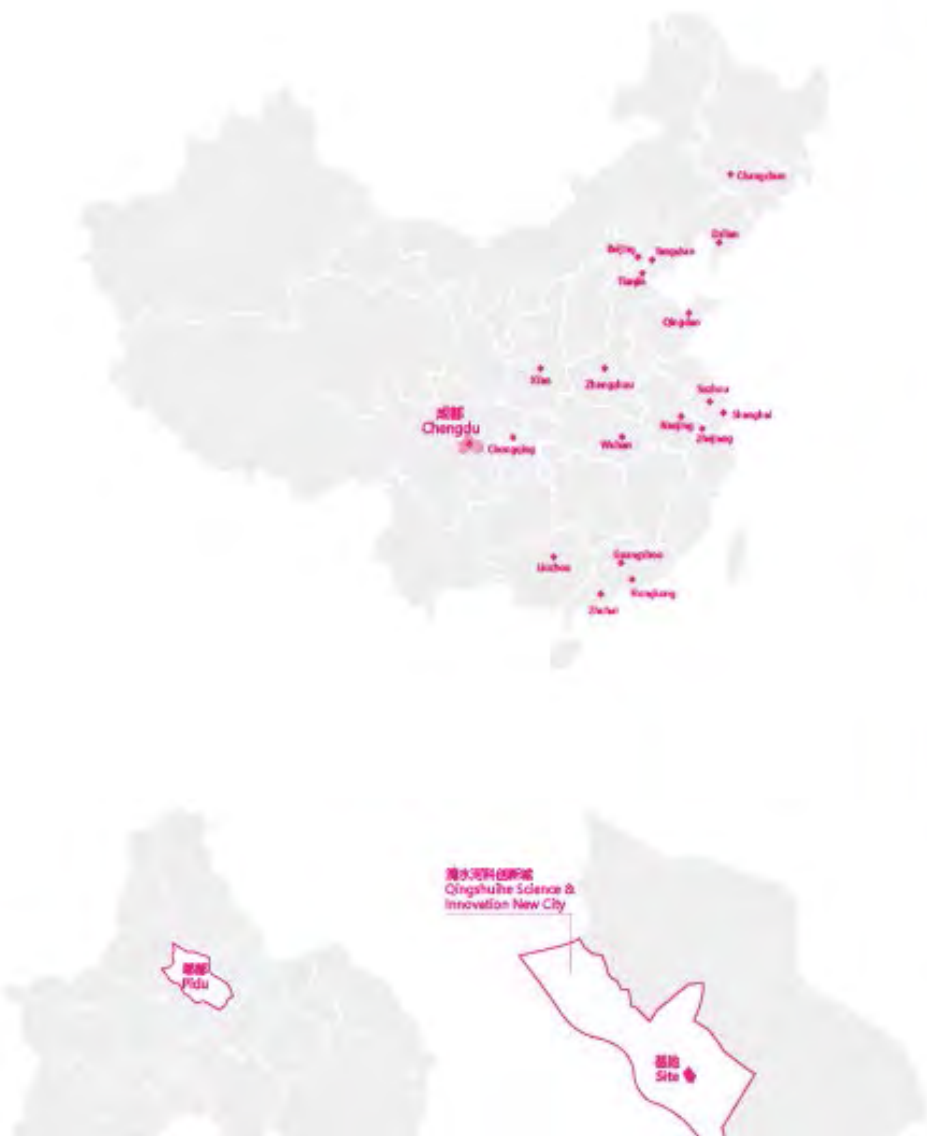 Changchun
Dalian
Beijing
Tangshan
Tianjin
Qingdao
Xian
Zhengzhou
Suzhou
Shanghai
成都
Chengdu
Nanjing
Zhejiang
Chongqing
Wuhan
Guangzhou
Liuzhou
Hongkong
Zhuhai
清水河科创新城
Qingshuihe Science &
Innovation New City
郫都
Pidu
基地
Site